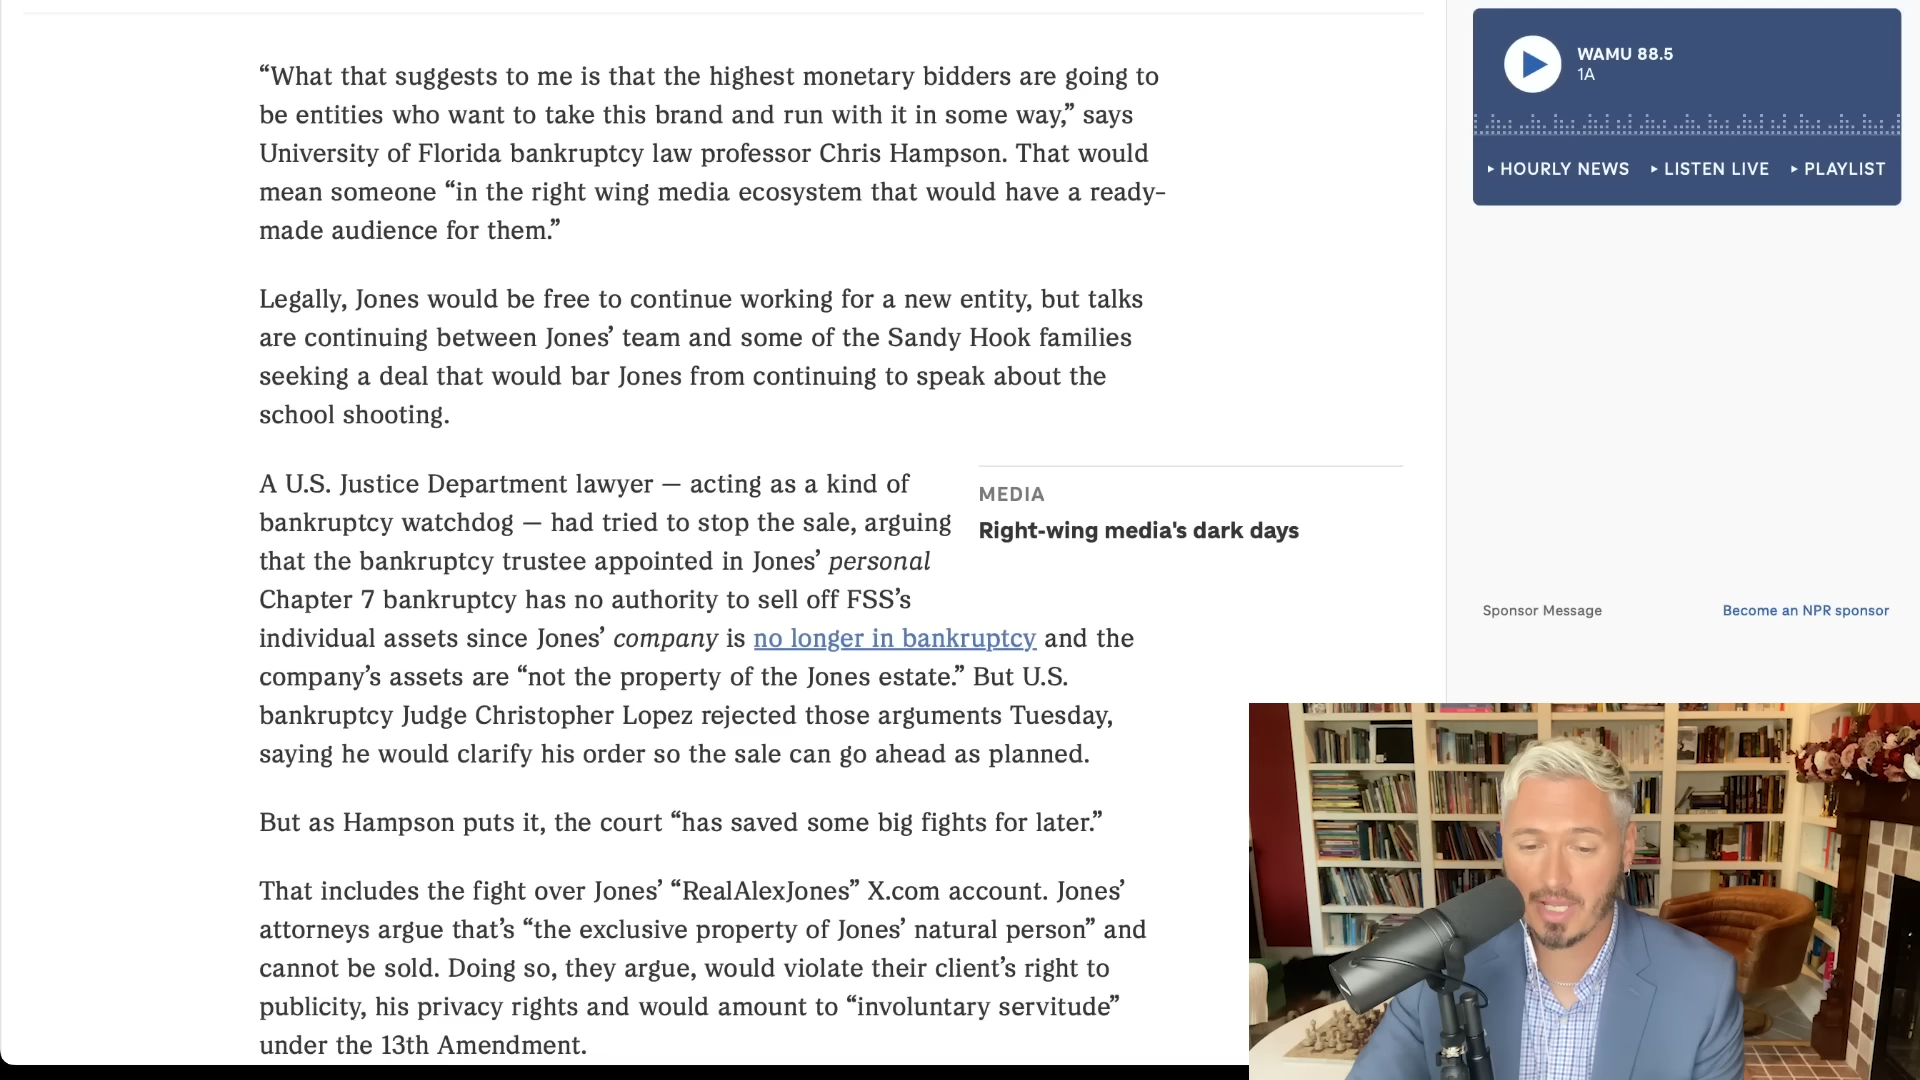 “What that suggests to me is that the highest monetary bidders are going to
be entities who want to take this brand and run with it in some way,” says
University of Florida bankruptcy law professor Chris Hampson. That would
mean someone “in the right wing media ecosystem that would have a ready-
made audience for them.”
Legally, Jones would be free to continue working for a new entity, but talks
are continuing between Jones’ team and some of the Sandy Hook families
seeking a deal that would bar Jones from continuing to speak about the
school shooting.
A U.S. Justice Department lawyer — acting as a kind of
bankruptcy watchdog — had tried to stop the sale, arguing
that the bankruptcy trustee appointed in Jones’ personal
Chapter 7 bankruptcy has no authority to sell off FSS’s
individual assets since Jones’ company is no longer in bankruptcy and the
company’s assets are “not the property of the Jones estate.” But U.S.
bankruptcy Judge Christopher Lopez rejected those arguments Tuesday,
saying he would clarify his order so the sale can go ahead as planned.
But as Hampson puts it, the court “has saved some big fights for later.”
That includes the fight over Jones’ “RealAlexJones” X.com account. Jones’
attorneys argue that’s “the exclusive property of Jones’ natural person” and
cannot be sold. Doing so, they argue, would violate their client’s right to
publicity, his privacy rights and would amount to “involuntary servitude”
under the 13th Amendment.
MEDIA
Right-wing media's dark days
WAMU 88.5
1A
HOURLY NEWS LISTEN LIVE PLAYLIST
Sponsor Message Become an NPR sponsor